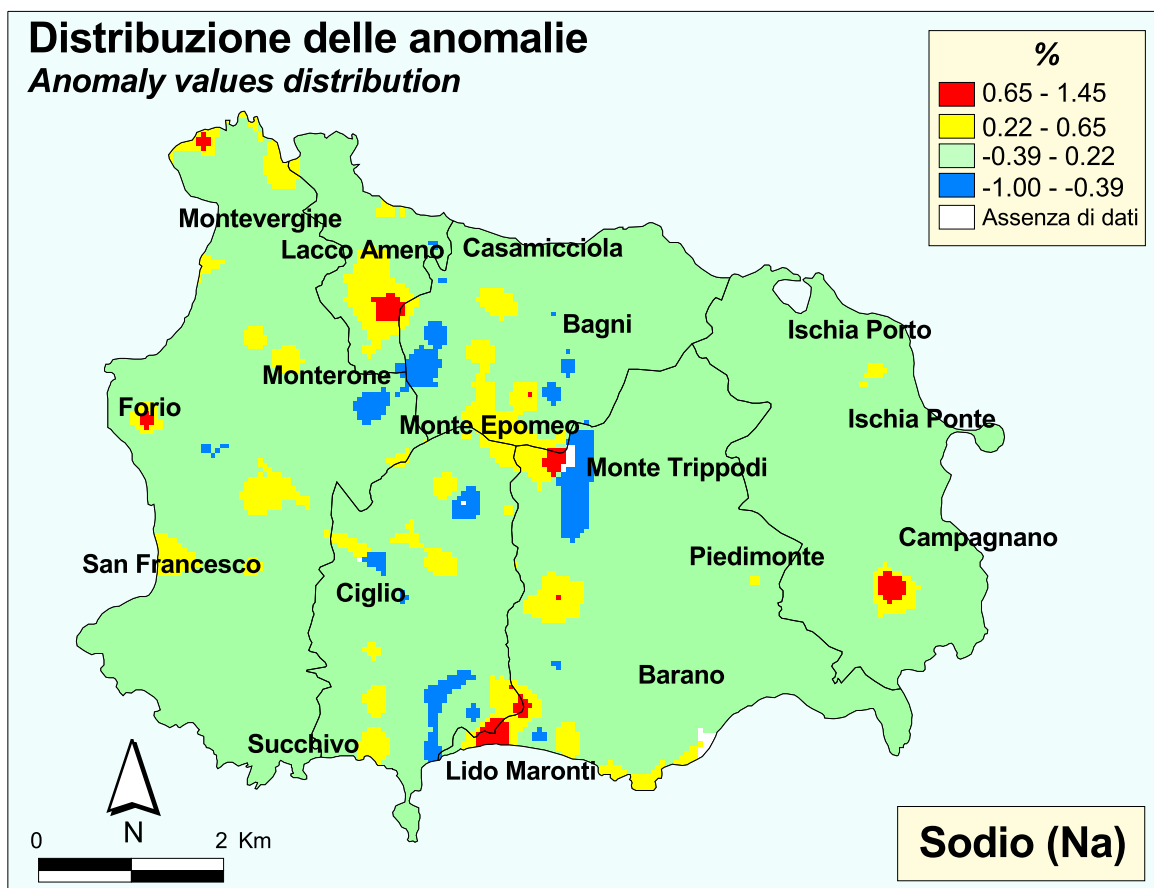 Distribuzione delle anomalie
Anomaly values distribution
%
0.65 - 1.45
0.22 - 0.65
-0.39 - 0.22
-1.00 - -0.39
Assenza di dati
Montevergine
Lacco Ameno
Casamicciola
Bagni
Ischia Porto
Monterone
Forio
Monte Epomeo
Ischia Ponte
Monte Trippodi
Campagnano
San Francesco
Piedimonte
Ciglio
Barano
Succhivo
Lido Maronti
N
0 2 Km
Sodio (Na)